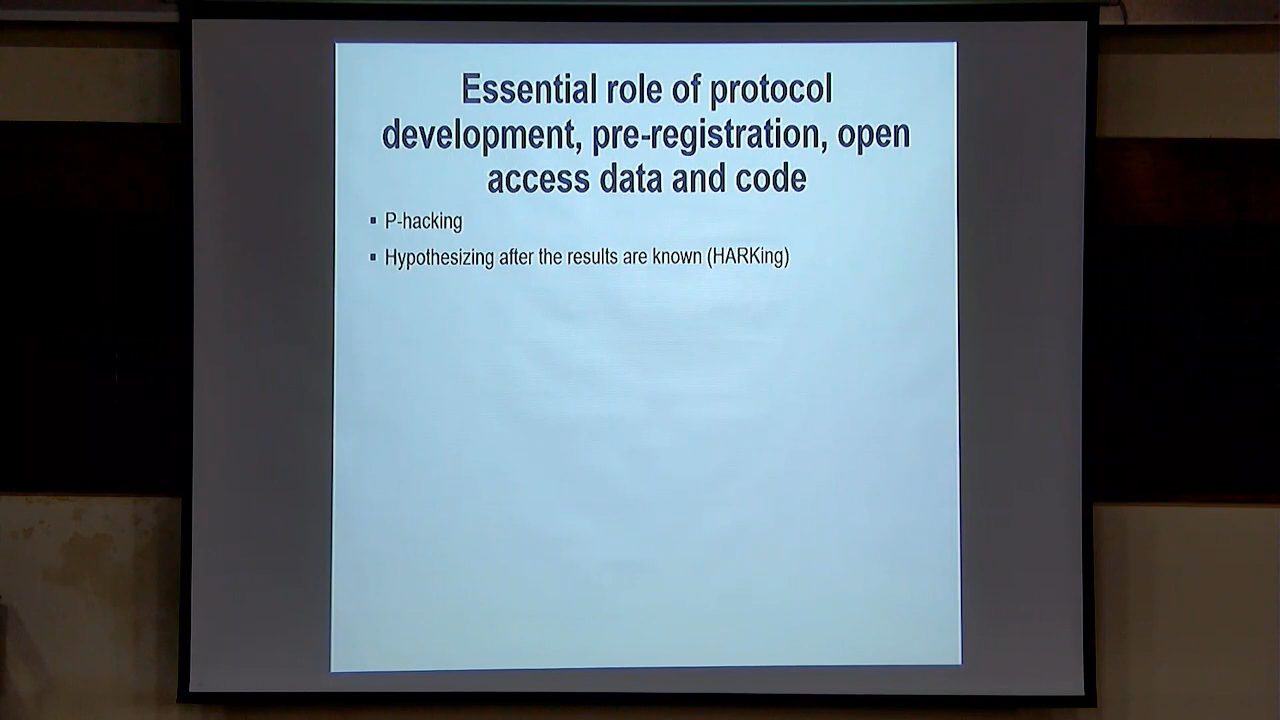 Essential role of protocol
development, pre-registration, open
access data and code
▪ P-hacking
▪ Hypothesizing after the results are known (HARKing)